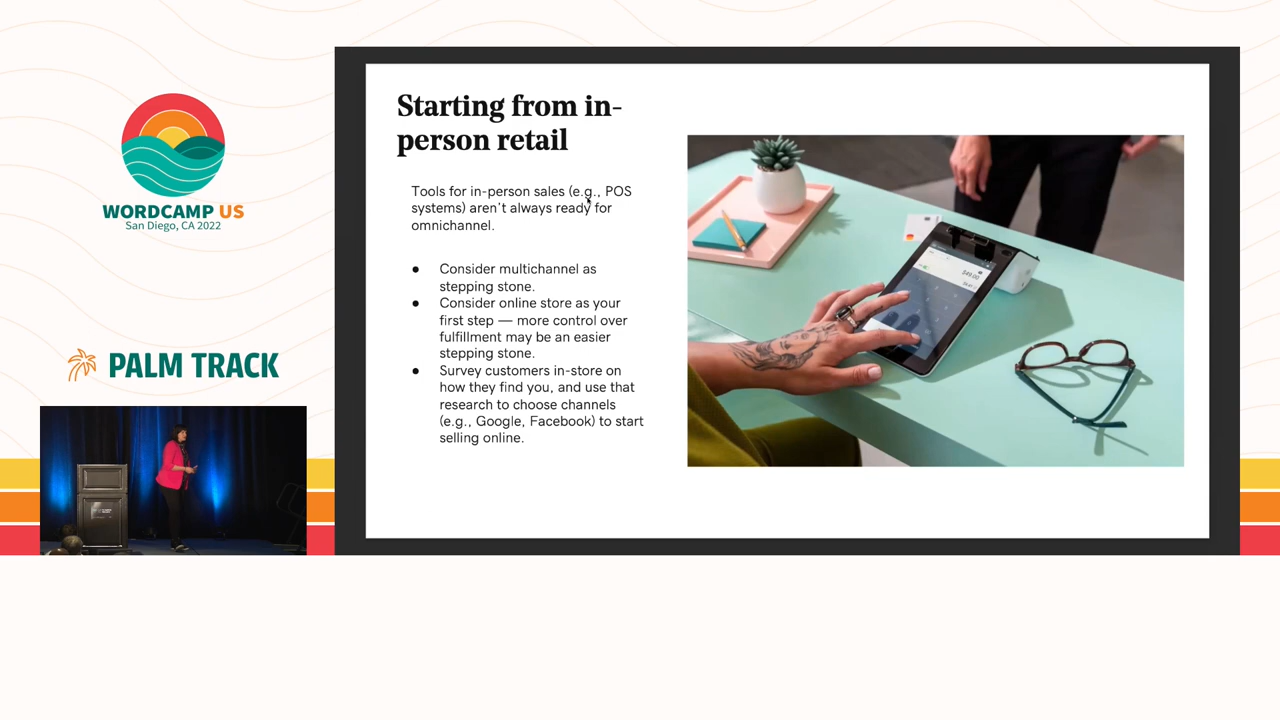 WORDCAMP US
San Diego, CA 2022
PALM TRACK
Starting from in-
person retail
Tools for in-person sales (e.g., POS
systems) aren't always ready for
omnichannel.
● Consider multichannel as
stepping stone.
● Consider online store as your
first step — more control over
fulfillment may be an easier
stepping stone.
● Survey customers in-store on
how they find you, and use that
research to choose channels
(e.g., Google, Facebook) to start
selling online.
$49.00